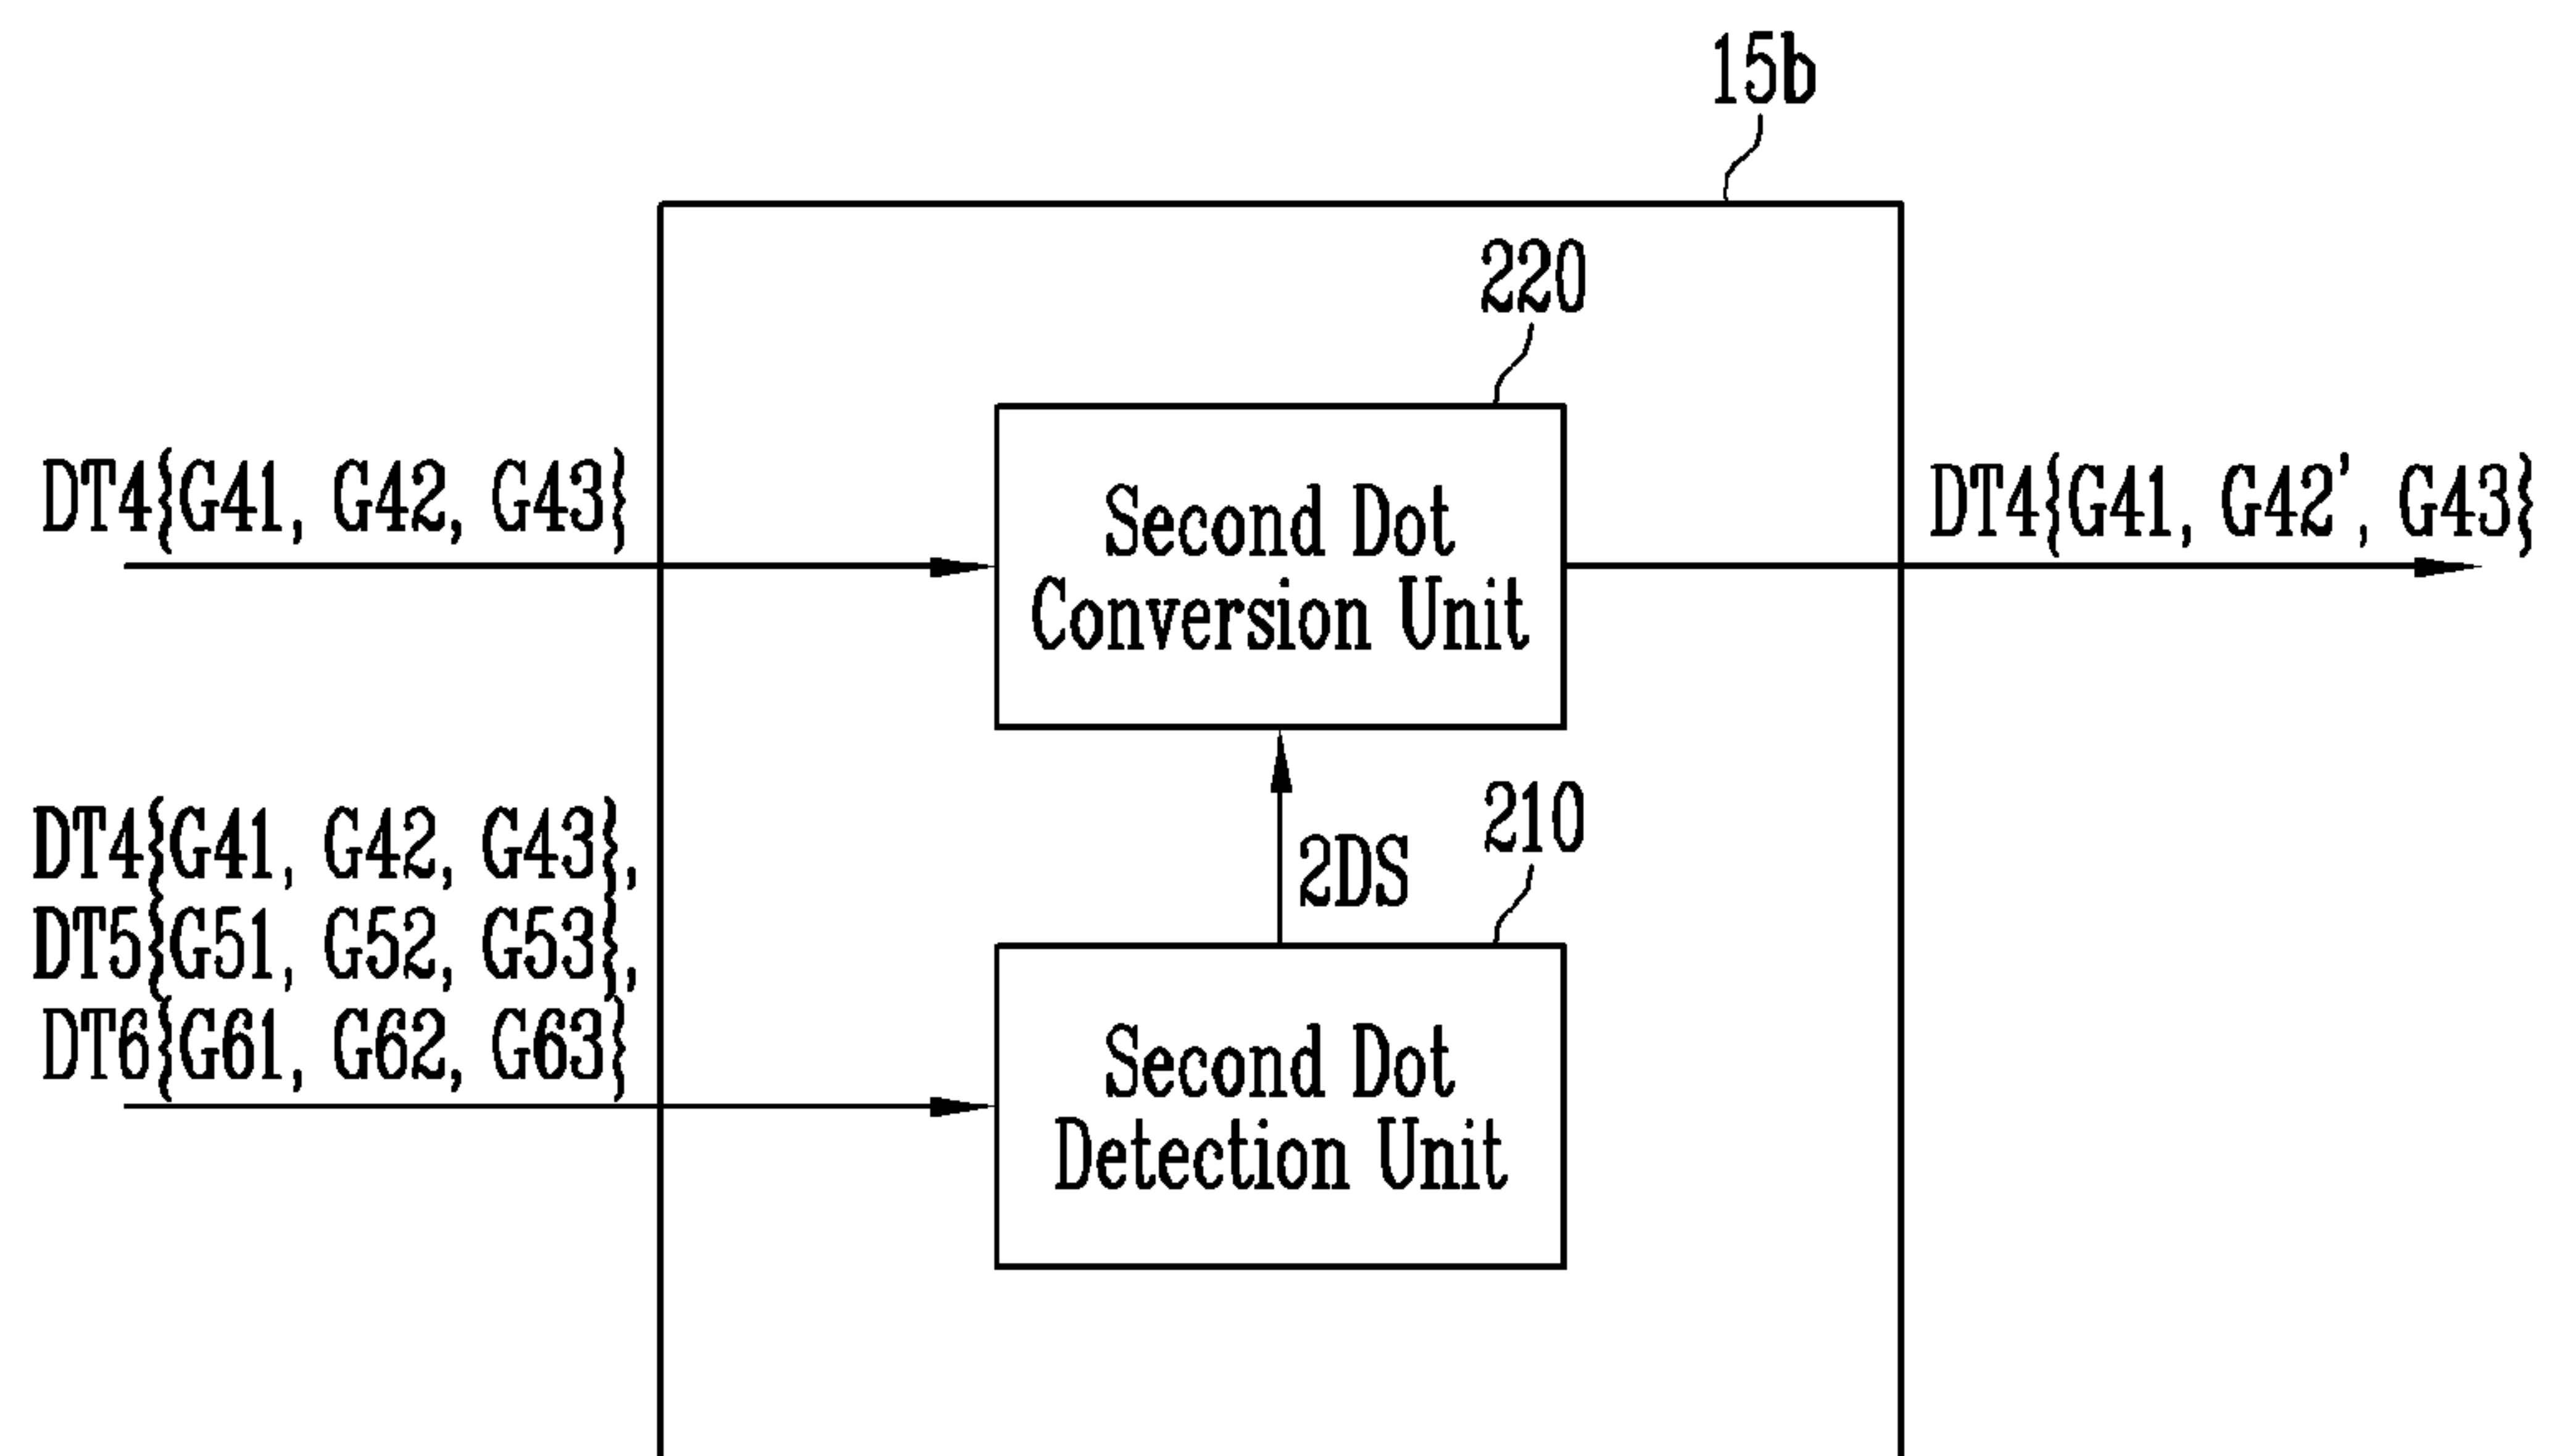 15b
220
DT4{G41, G42, G43}
Second Dot
Conversion Unit
DT4{G41, G42', G43}
2DS
210
DT4{G41, G42, G43},
DT5{G51, G52, G53},
DT6{G61, G62, G63}
Second Dot
Detection Unit